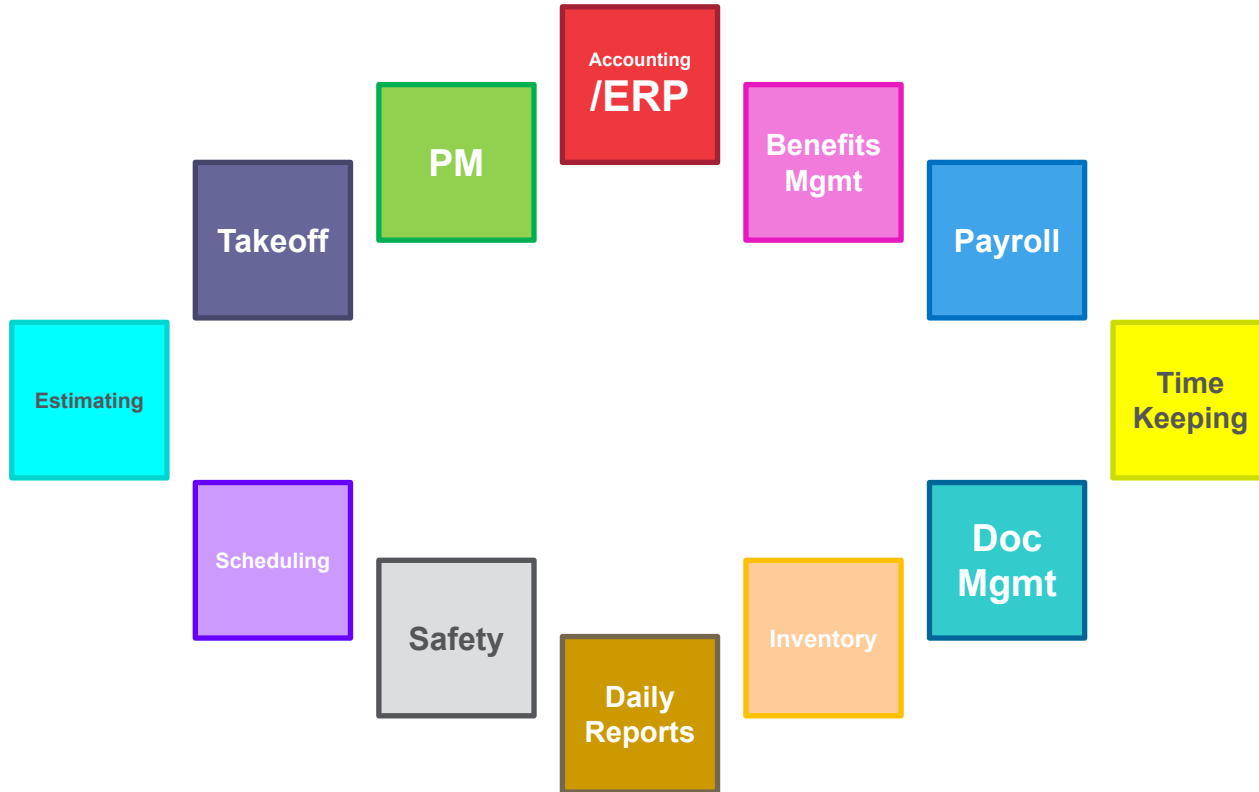 Accounting
/ERP
PM
Benefits
Mgmt
Takeoff
Payroll
Estimating
Time
Keeping
Scheduling
Doc
Mgmt
Safety
Inventory
Daily
Reports